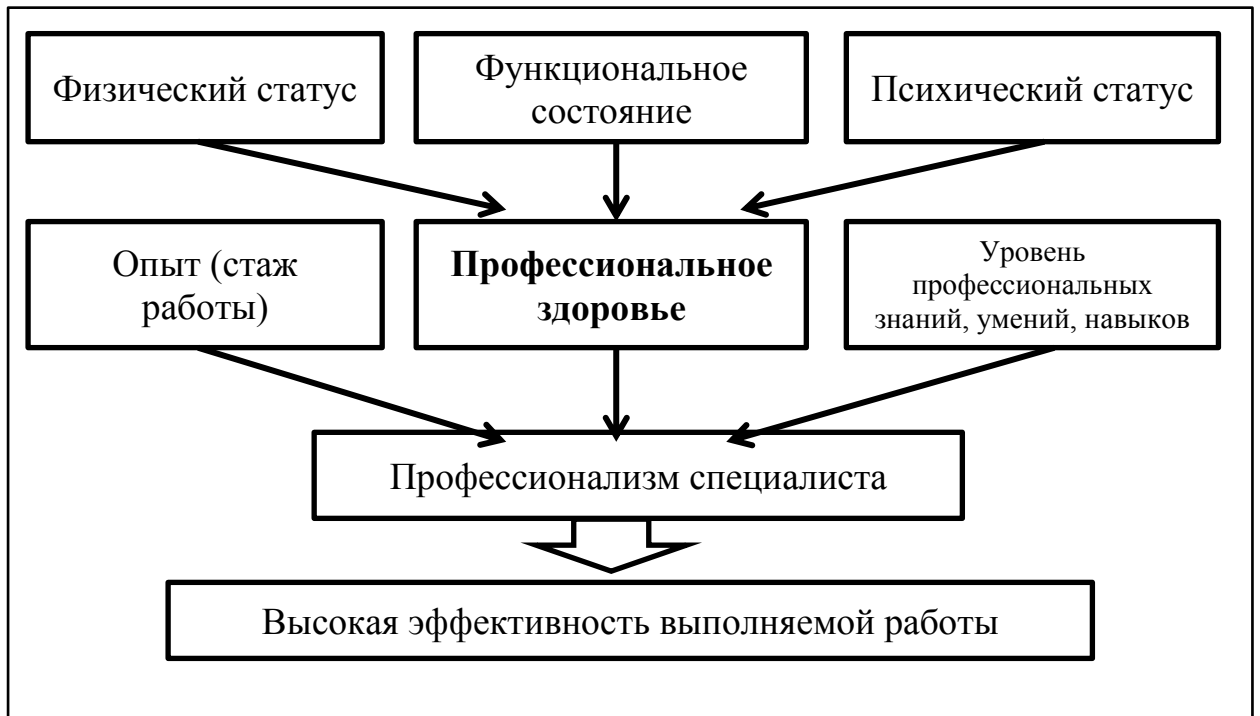 Физический статус
Функциональное
состояние
Психический статус
Опыт (стаж
работы)
Профессиональное
здоровье
Уровень
профессиональных
знаний, умений, навыков
Профессионализм специалиста
Высокая эффективность выполняемой работы